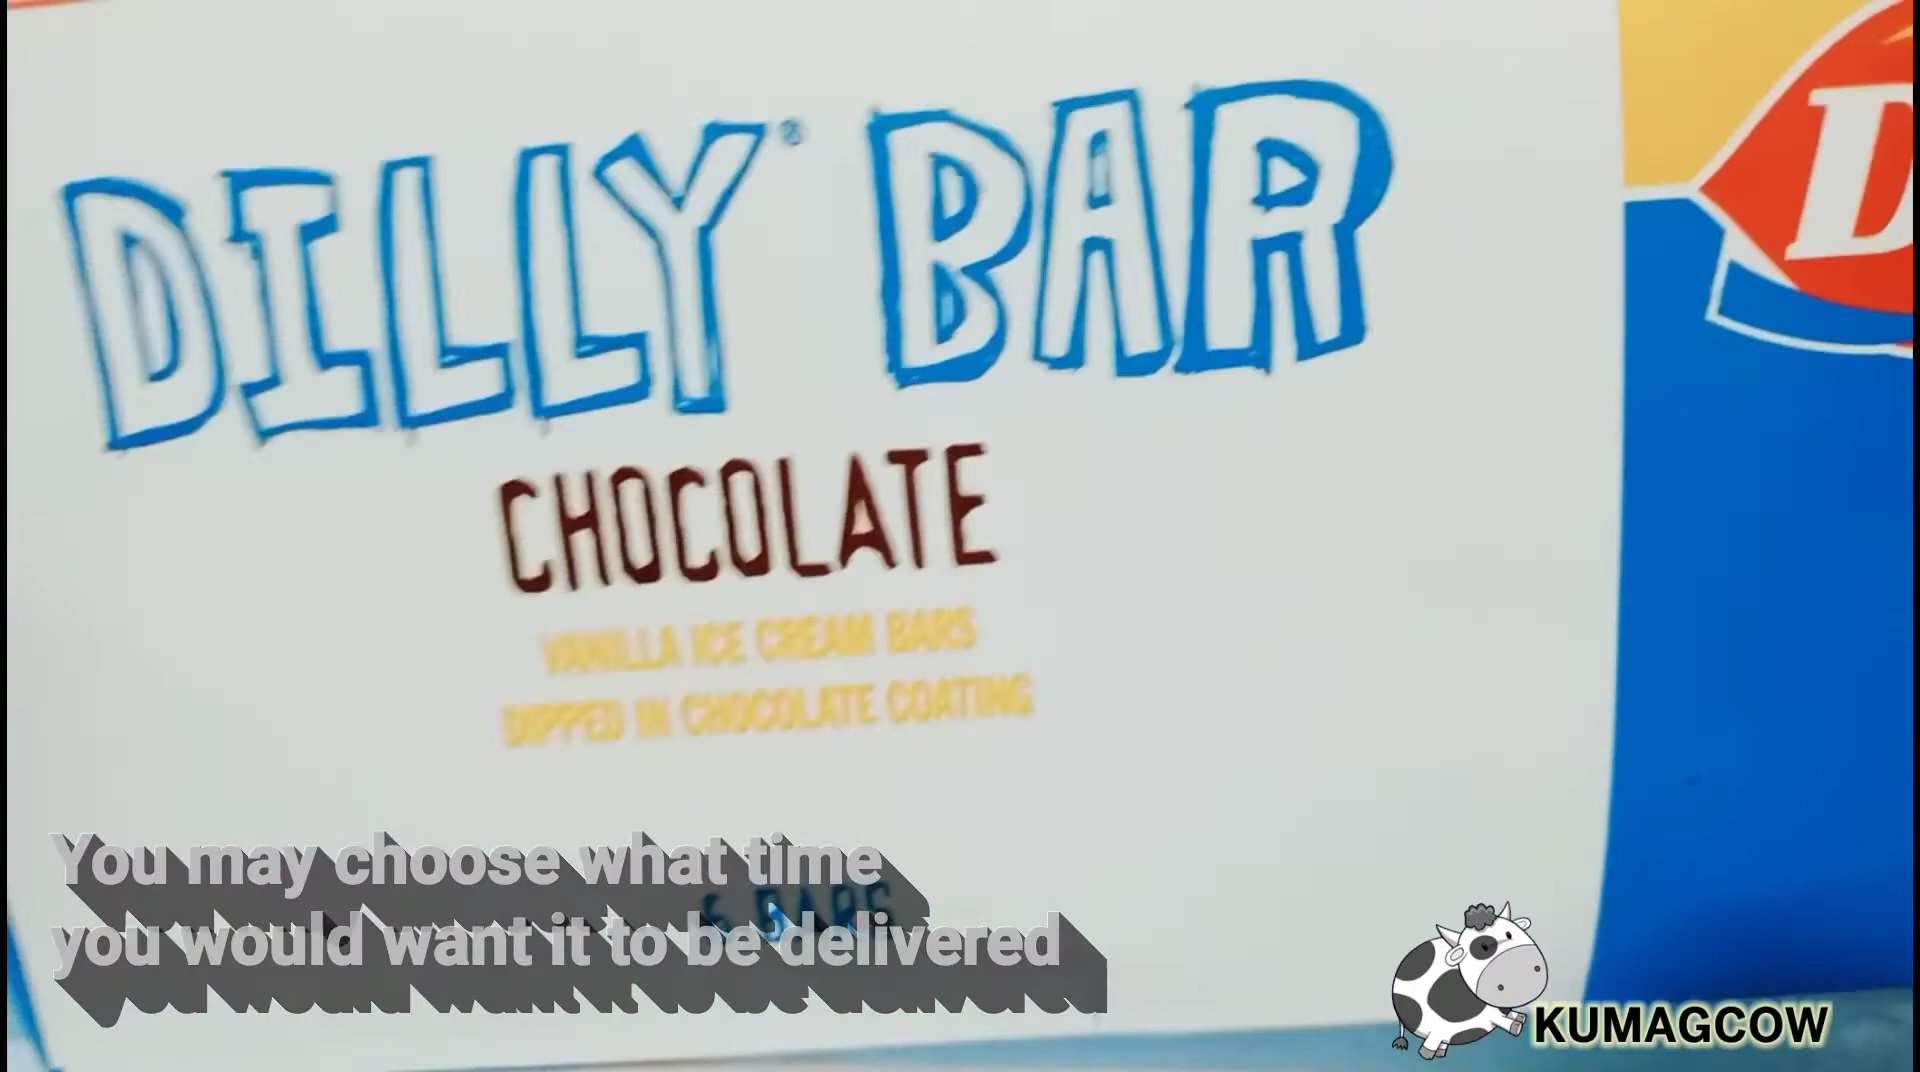 DILLY® BAR
D
CHOCOLATE
VANILLA ICE CREAM BARS
DIPPED IN CHOCOLATE COATING
6 BARS
You may choose what time
you would want it to be delivered
KUMAGCOW